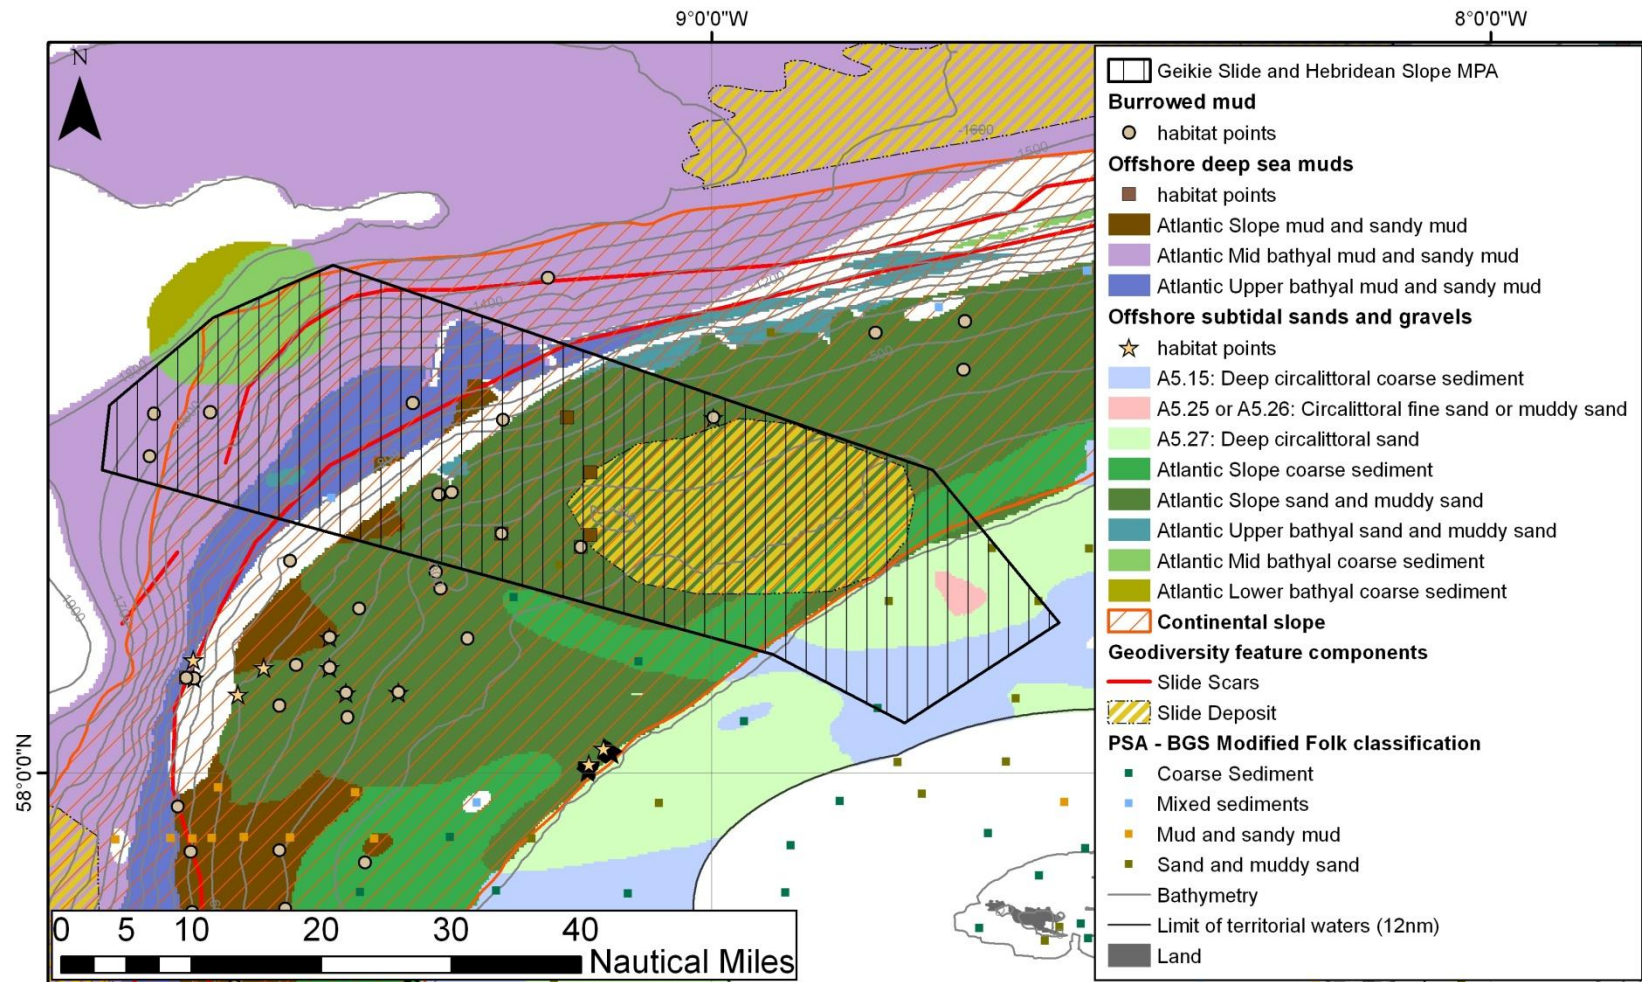 9°0'0"W
8°0'0"W
N
58°0'0"N
-1600
1500
1400
1200
500
Geikie Slide and Hebridean Slope MPA
Burrowed mud
habitat points
Offshore deep sea muds
habitat points
Atlantic Slope mud and sandy mud
Atlantic Mid bathyal mud and sandy mud
Atlantic Upper bathyal mud and sandy mud
Offshore subtidal sands and gravels
habitat points
A5.15: Deep circalittoral coarse sediment
A5.25 or A5.26: Circalittoral fine sand or muddy sand
A5.27: Deep circalittoral sand
Atlantic Slope coarse sediment
Atlantic Slope sand and muddy sand
Atlantic Upper bathyal sand and muddy sand
Atlantic Mid bathyal coarse sediment
Atlantic Lower bathyal coarse sediment
Continental slope
Geodiversity feature components
Slide Scars
Slide Deposit
PSA - BGS Modified Folk classification
Coarse Sediment
Mixed sediments
Mud and sandy mud
Sand and muddy sand
Bathymetry
Limit of territorial waters (12nm)
Land
0 5 10 20 30 40
Nautical Miles